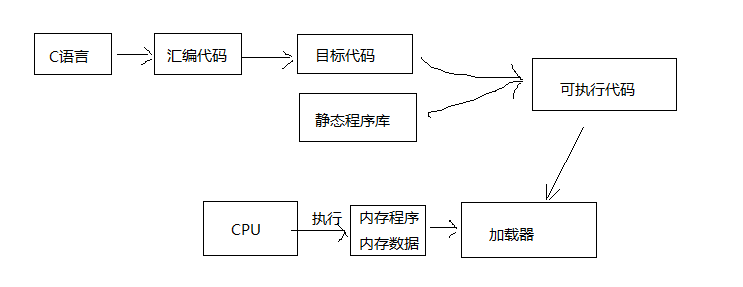 C语言
汇编代码
目标代码
静态程序库
可执行代码
CPU
执行
内存程序
内存数据
加载器